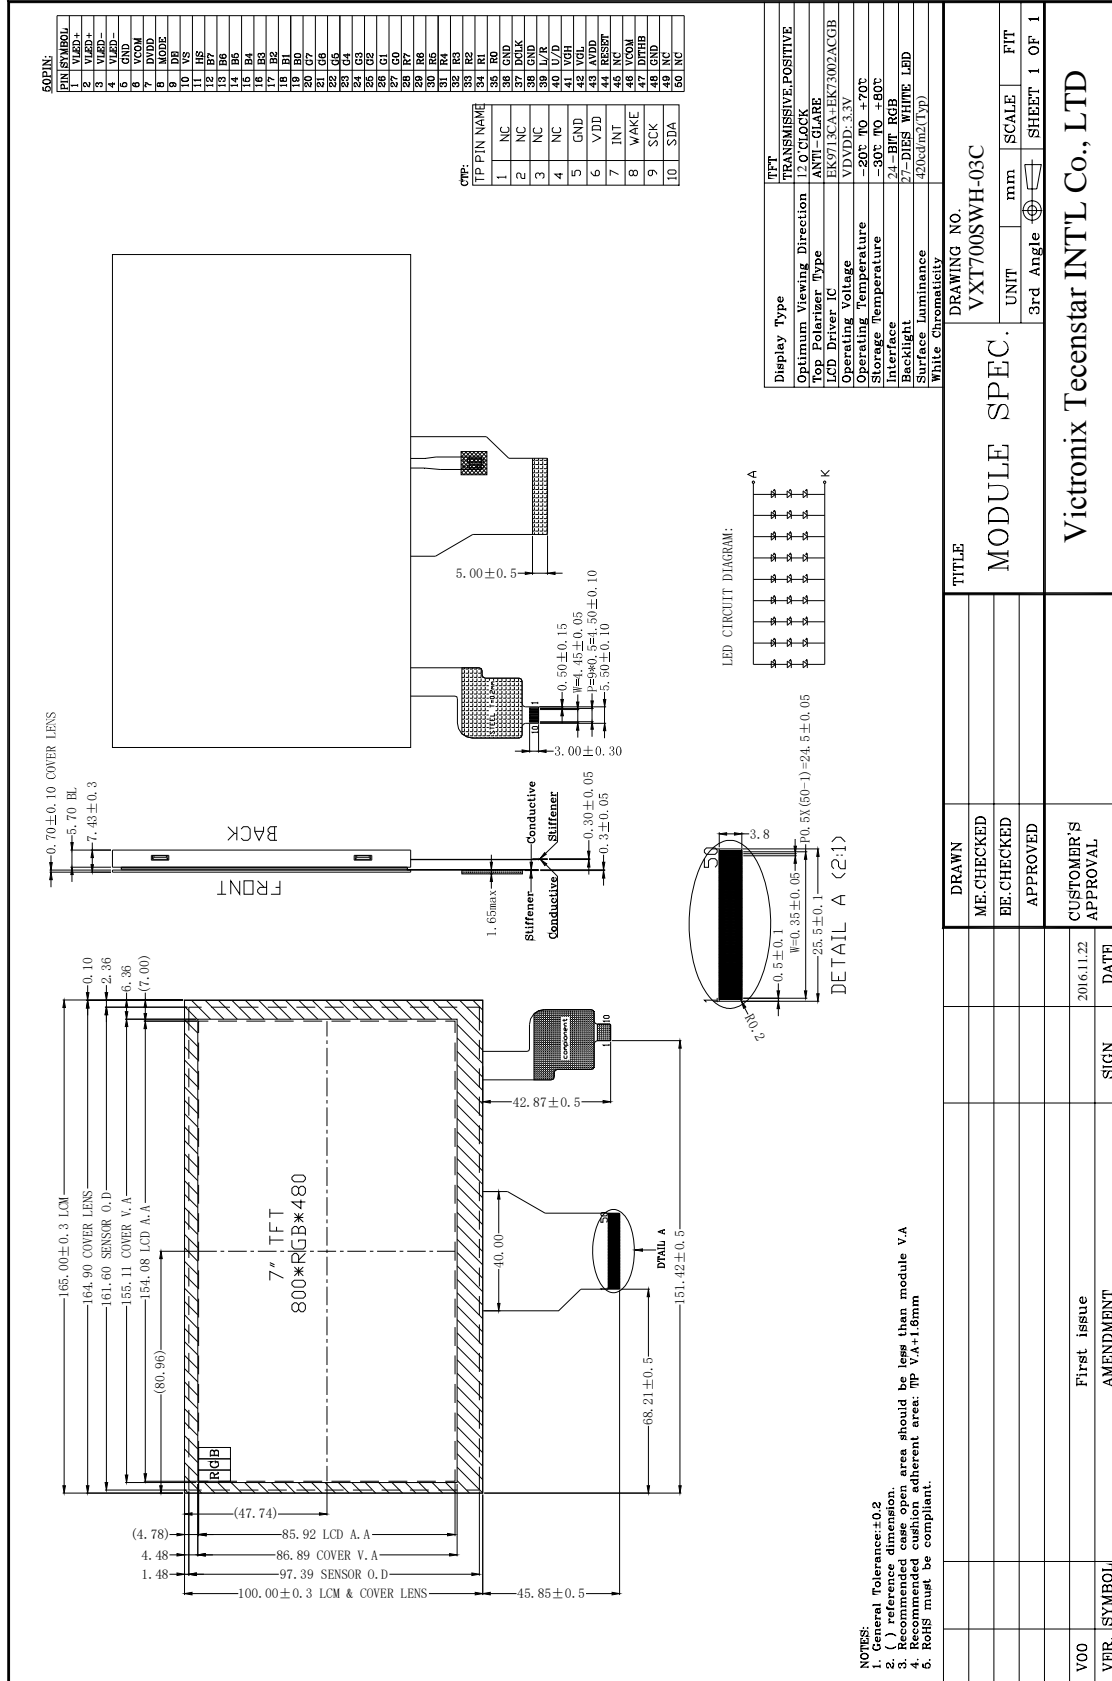 50PIN:
PIN SYMBOL
1 VLED+
2 VLED+
3 VLED-
4 VLED-
5 GND
6 VCOM
7 DVDD
8 MODE
9 DE
10 VS
11 HS
12 B7
13 B6
14 B5
15 B4
16 B3
17 B2
18 B1
19 B0
20 G7
21 G6
22 G5
23 G4
24 G3
25 G2
26 G1
27 G0
28 R7
29 R6
30 R5
31 R4
32 R3
33 R2
34 R1
35 R0
36 GND
37 DCLK
38 GND
39 L/R
40 U/D
41 VGH
42 VGL
43 AVDD
44 RESET
45 NC
46 VCOM
47 DITHB
48 GND
49 NC
50 NC
CTP:
TP PIN NAME
1 NC
2 NC
3 NC
4 NC
5 GND
6 VDD
7 INT
8 WAKE
9 SCK
10 SDA
0.70±0.10 COVER LENS
5.70 BL
7.43±0.3
FRONT
BACK
1.65max
Stiffener
Conductive
Conductive
Stiffener
0.30±0.05
0.3±0.05
STEEL T=0.2mm
10 1
3.00±0.30
0.50±0.15
W=4.45±0.05
P=9*0.5=4.50±0.10
5.50±0.10
5.00±0.5
165.00±0.3 LCM
164.90 COVER LENS
161.60 SENSOR O.D
155.11 COVER V.A
154.08 LCD A.A
(80.96)
0.10
2.36
6.36
(7.00)
7" TFT
800*RGB*480
R G B
(47.74)
(4.78)
85.92 LCD A.A
4.48
86.89 COVER V.A
1.48
97.39 SENSOR O.D
100.00±0.3 LCM & COVER LENS
45.85±0.5
42.87±0.5
component
1 10
40.00
50
DTAIL A
68.21±0.5
151.42±0.5
50
3.8
R0.2
0.5±0.1
W=0.35±0.05
P0.5X(50-1)=24.5±0.05
25.5±0.1
DETAIL A (2:1)
LED CIRCUIT DIAGRAM:
A
K
Display Type TFT
TRANSMISSIVE,POSITIVE
Optimum Viewing Direction 12 O'CLOCK
Top Polarizer Type ANTI-GLARE
LCD Driver IC EK9713CA+EK73002ACGB
Operating Voltage VDVDD: 3.3V
Operating Temperature -20℃ TO +70℃
Storage Temperature -30℃ TO +80℃
Interface 24-BIT RGB
Backlight 27-DIES WHITE LED
Surface Luminance 420cd/m2(Typ)
White Chromaticity
NOTES:
1. General Tolerance:±0.2
2. ( ) reference dimension.
3. Recommended case open area should be less than module V.A
4. Recommended cushion adherent area: TP V.A+1.6mm
5. RoHS must be compliant.
DRAWN
ME.CHECKED
EE.CHECKED
APPROVED
CUSTOMER'S
APPROVAL
TITLE
MODULE SPEC.
DRAWING NO.
VXT700SWH-03C
UNIT mm SCALE FIT
3rd Angle SHEET 1 OF 1
Victronix Tecenstar INT'L Co., LTD
V00 First issue 2016.11.22
VER. SYMBOL AMENDMENT SIGN DATE